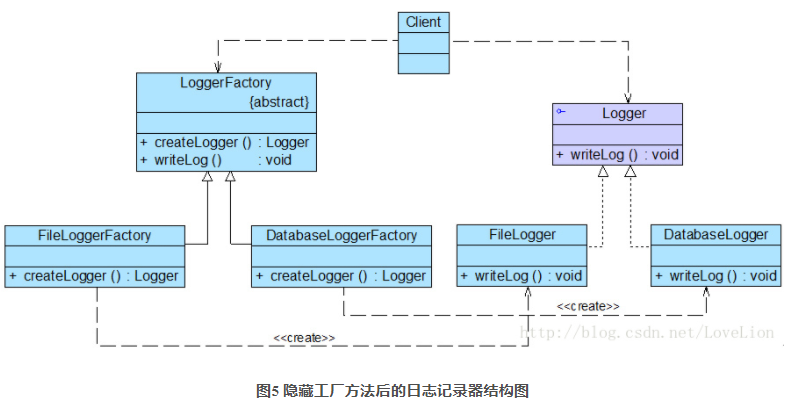 Client
LoggerFactory
{abstract}
+ createLogger () : Logger
+ writeLog () : void
Logger
+ writeLog () : void
FileLoggerFactory
+ createLogger () : Logger
DatabaseLoggerFactory
+ createLogger () : Logger
FileLogger
+ writeLog () : void
DatabaseLogger
+ writeLog () : void
<<create>>
<<create>>
http://blog.csdn.net/LoveLion
图5 隐藏工厂方法后的日志记录器结构图